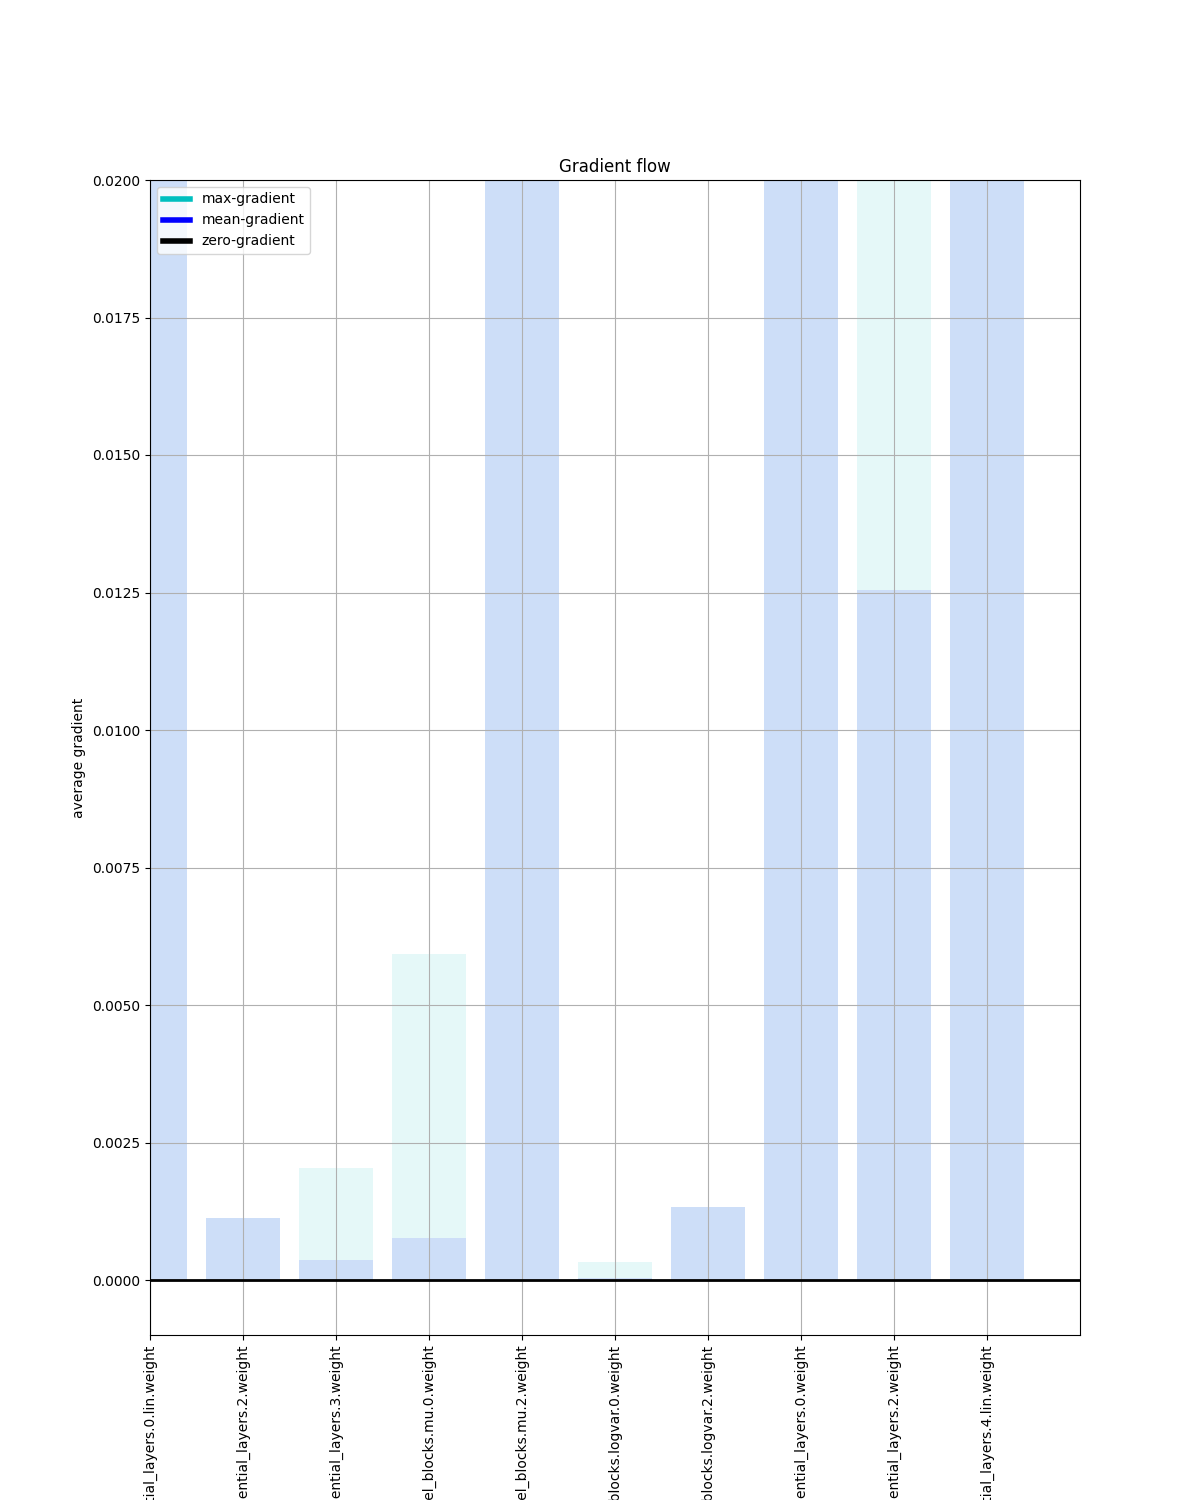 Gradient flow
max-gradient
mean-gradient
zero-gradient
0.0200
0.0175
0.0150
0.0125
0.0100
0.0075
0.0050
0.0025
0.0000
average gradient
tial_layers.0.lin.weight
ential_layers.2.weight
ential_layers.3.weight
el_blocks.mu.0.weight
el_blocks.mu.2.weight
blocks.logvar.0.weight
blocks.logvar.2.weight
ential_layers.0.weight
ential_layers.2.weight
tial_layers.4.lin.weight